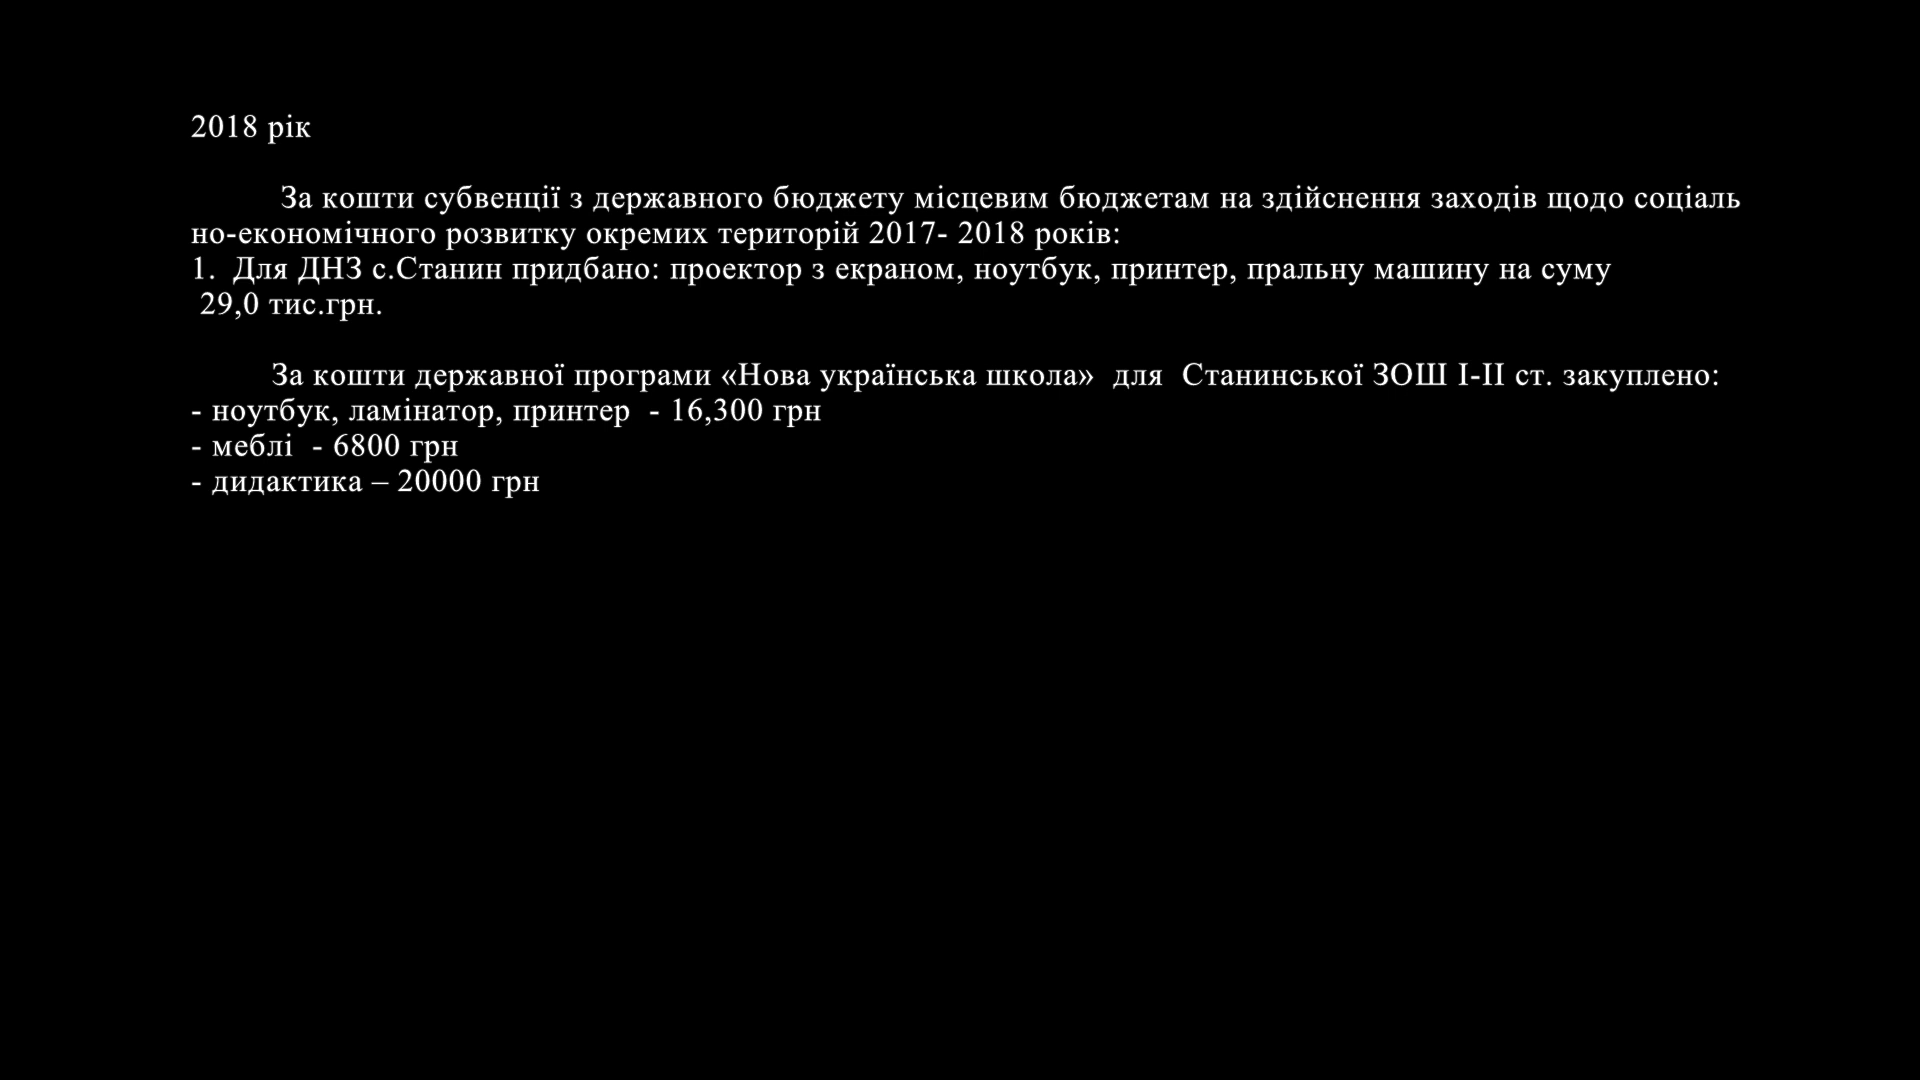 2018 рік
За кошти субвенції з державного бюджету місцевим бюджетам на здійснення заходів щодо соціаль
но-економічного розвитку окремих територій 2017- 2018 років:
1.  Для ДНЗ с.Станин придбано: проектор з екраном, ноутбук, принтер, пральну машину на суму
29,0 тис.грн.
За кошти державної програми «Нова українська школа»  для  Станинської ЗОШ І-ІІ ст. закуплено:
- ноутбук, ламінатор, принтер  - 16,300 грн
- меблі  - 6800 грн
- дидактика – 20000 грн